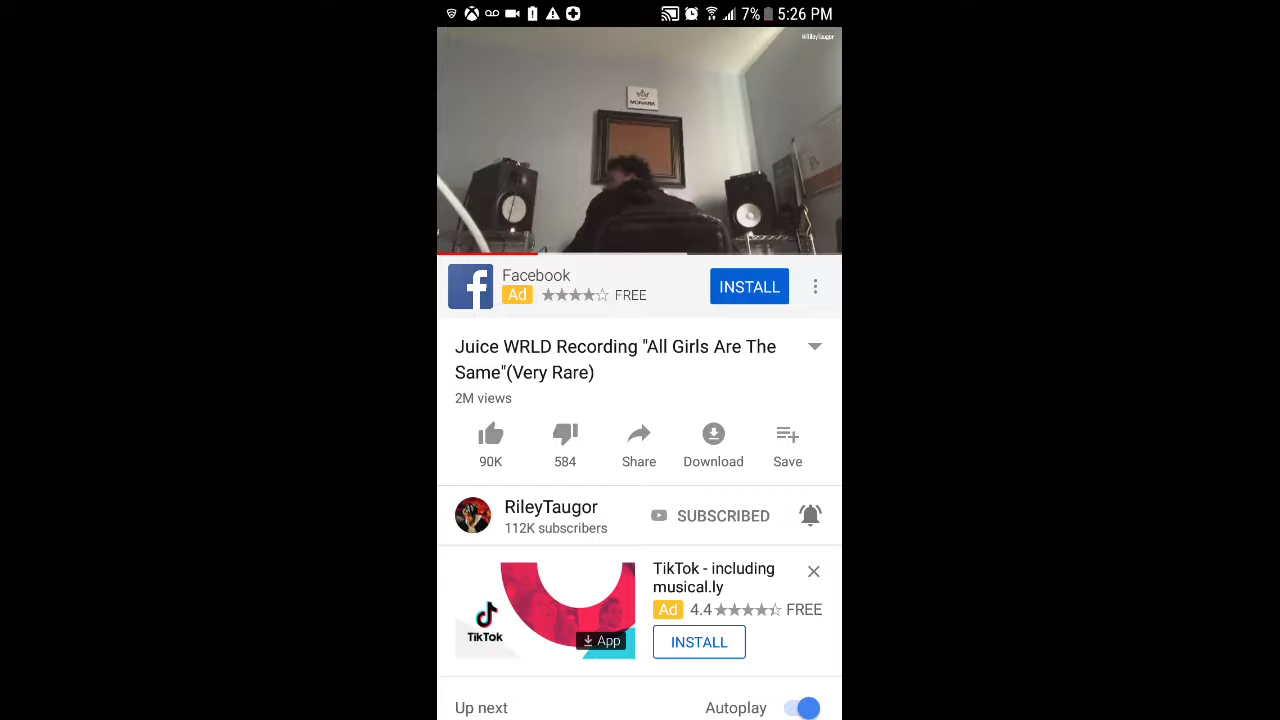 7% 5:26 PM
@RileyTaugor
MONARK
Facebook
Ad FREE
INSTALL
Juice WRLD Recording "All Girls Are The
Same"(Very Rare)
2M views
90K 584 Share Download Save
RileyTaugor
112K subscribers
SUBSCRIBED
TikTok - including
musical.ly
Ad 4.4 FREE
INSTALL
TikTok
App
Up next Autoplay